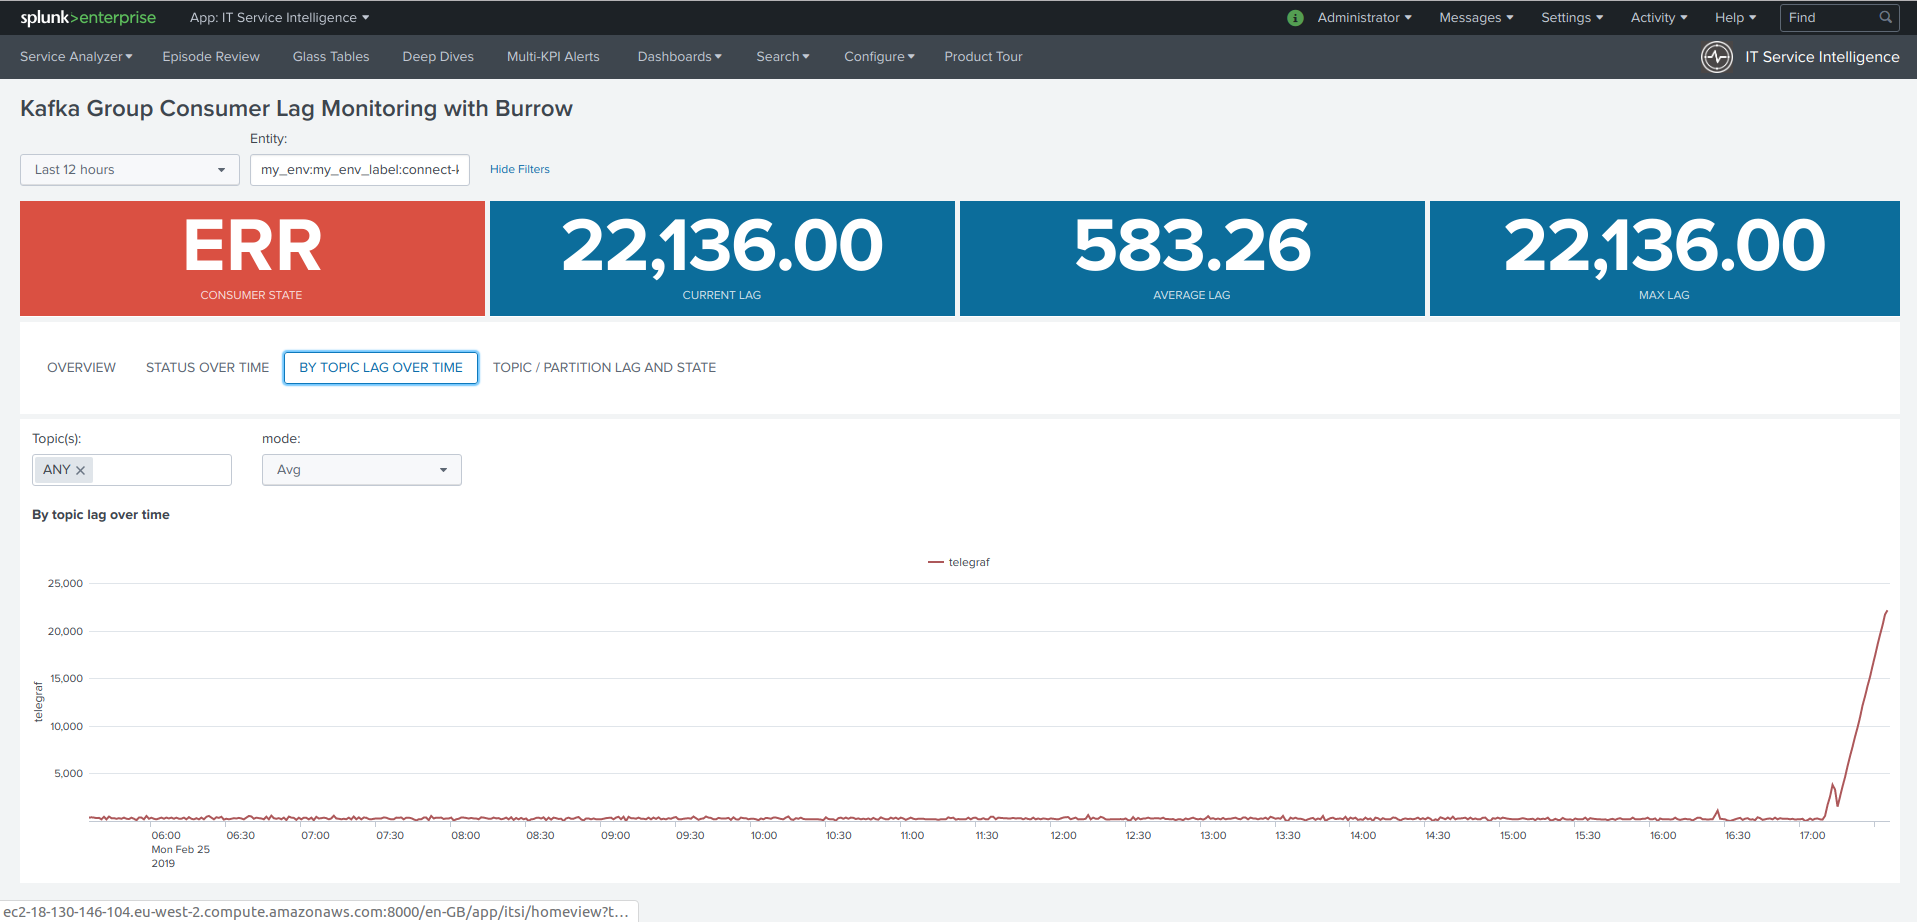 splunk>enterprise App: IT Service Intelligence i Administrator Messages Settings Activity Help Find
Service Analyzer Episode Review Glass Tables Deep Dives Multi-KPI Alerts Dashboards Search Configure Product Tour IT Service Intelligence
Kafka Group Consumer Lag Monitoring with Burrow
Entity:
Last 12 hours my_env:my_env_label:connect-k Hide Filters
ERR 22,136.00 583.26 22,136.00
CONSUMER STATE CURRENT LAG AVERAGE LAG MAX LAG
OVERVIEW STATUS OVER TIME BY TOPIC LAG OVER TIME TOPIC / PARTITION LAG AND STATE
Topic(s): mode:
ANY Avg
By topic lag over time
telegraf
25,000
20,000
15,000
telegraf
10,000
5,000
06:00 06:30 07:00 07:30 08:00 08:30 09:00 09:30 10:00 10:30 11:00 11:30 12:00 12:30 13:00 13:30 14:00 14:30 15:00 15:30 16:00 16:30 17:00
Mon Feb 25
2019
ec2-18-130-146-104.eu-west-2.compute.amazonaws.com:8000/en-GB/app/itsi/homeview?t...